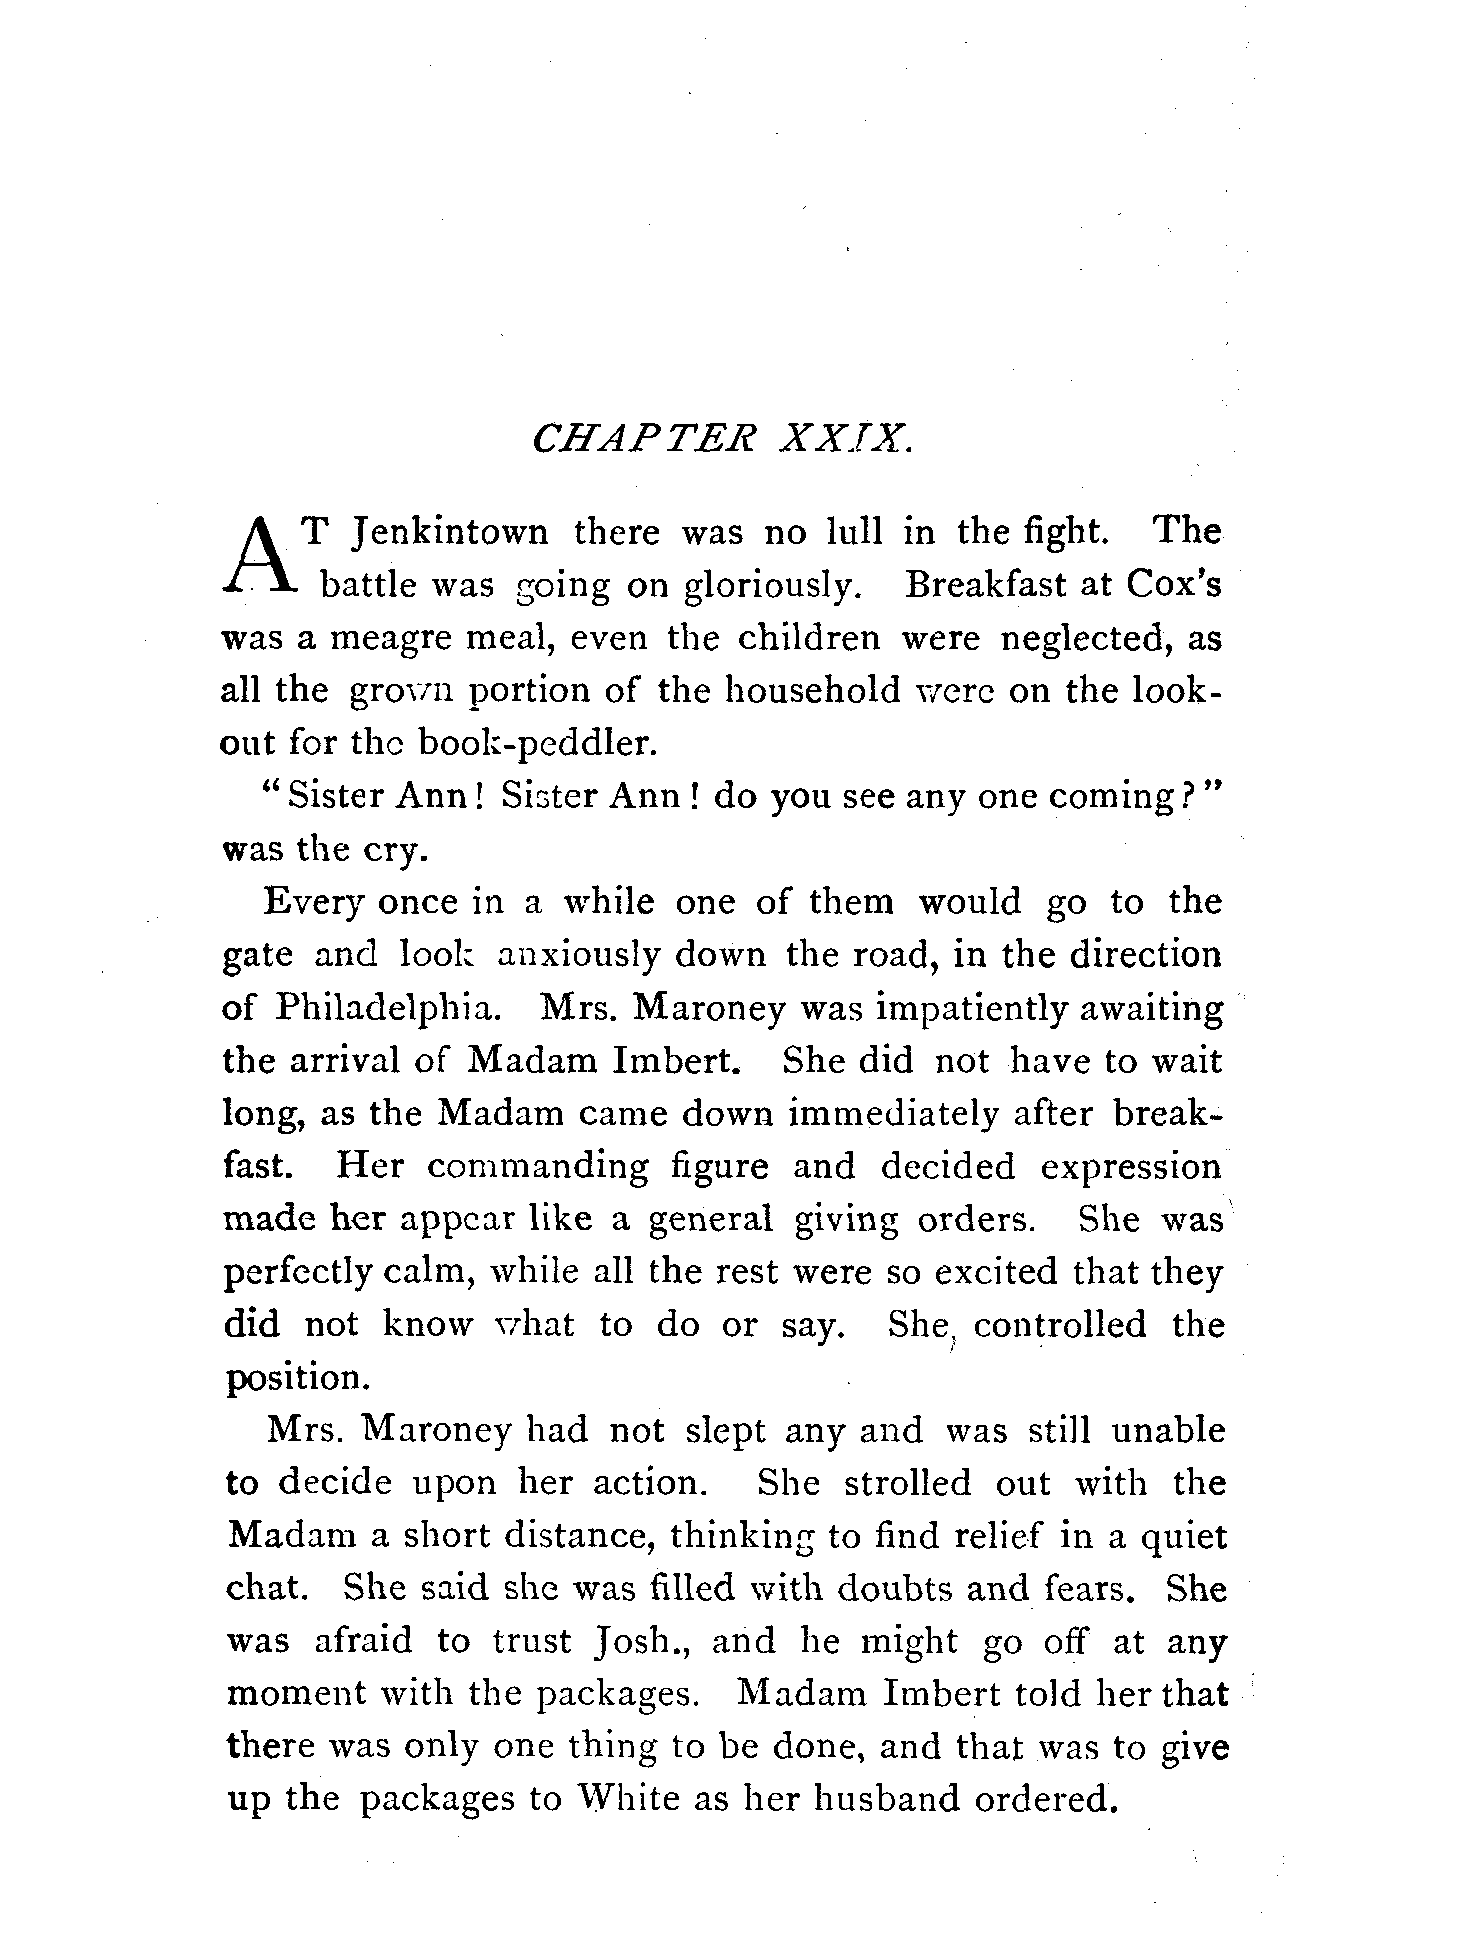 CHAPTER XXIX.
AT Jenkintown there was no lull in the fight. The
battle was going on gloriously. Breakfast at Cox's
was a meagre meal, even the children were neglected, as
all the grown portion of the household were on the look-
out for the book-peddler.
"Sister Ann! Sister Ann! do you see any one coming?"
was the cry.
Every once in a while one of them would go to the
gate and look anxiously down the road, in the direction
of Philadelphia. Mrs. Maroney was impatiently awaiting
the arrival of Madam Imbert. She did not have to wait
long, as the Madam came down immediately after break-
fast. Her commanding figure and decided expression
made her appear like a general giving orders. She was
perfectly calm, while all the rest were so excited that they
did not know what to do or say. She controlled the
position.
Mrs. Maroney had not slept any and was still unable
to decide upon her action. She strolled out with the
Madam a short distance, thinking to find relief in a quiet
chat. She said she was filled with doubts and fears. She
was afraid to trust Josh., and he might go off at any
moment with the packages. Madam Imbert told her that
there was only one thing to be done, and that was to give
up the packages to White as her husband ordered.